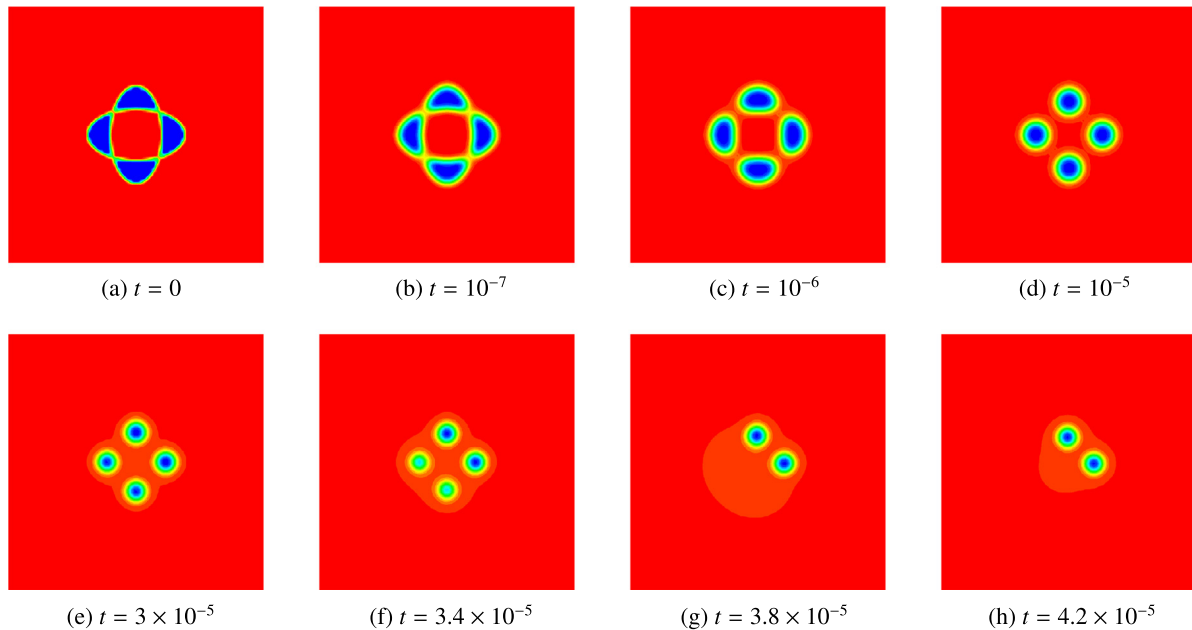 (a) t = 0 (b) t = 10⁻⁷ (c) t = 10⁻⁶ (d) t = 10⁻⁵
(e) t = 3 × 10⁻⁵ (f) t = 3.4 × 10⁻⁵ (g) t = 3.8 × 10⁻⁵ (h) t = 4.2 × 10⁻⁵